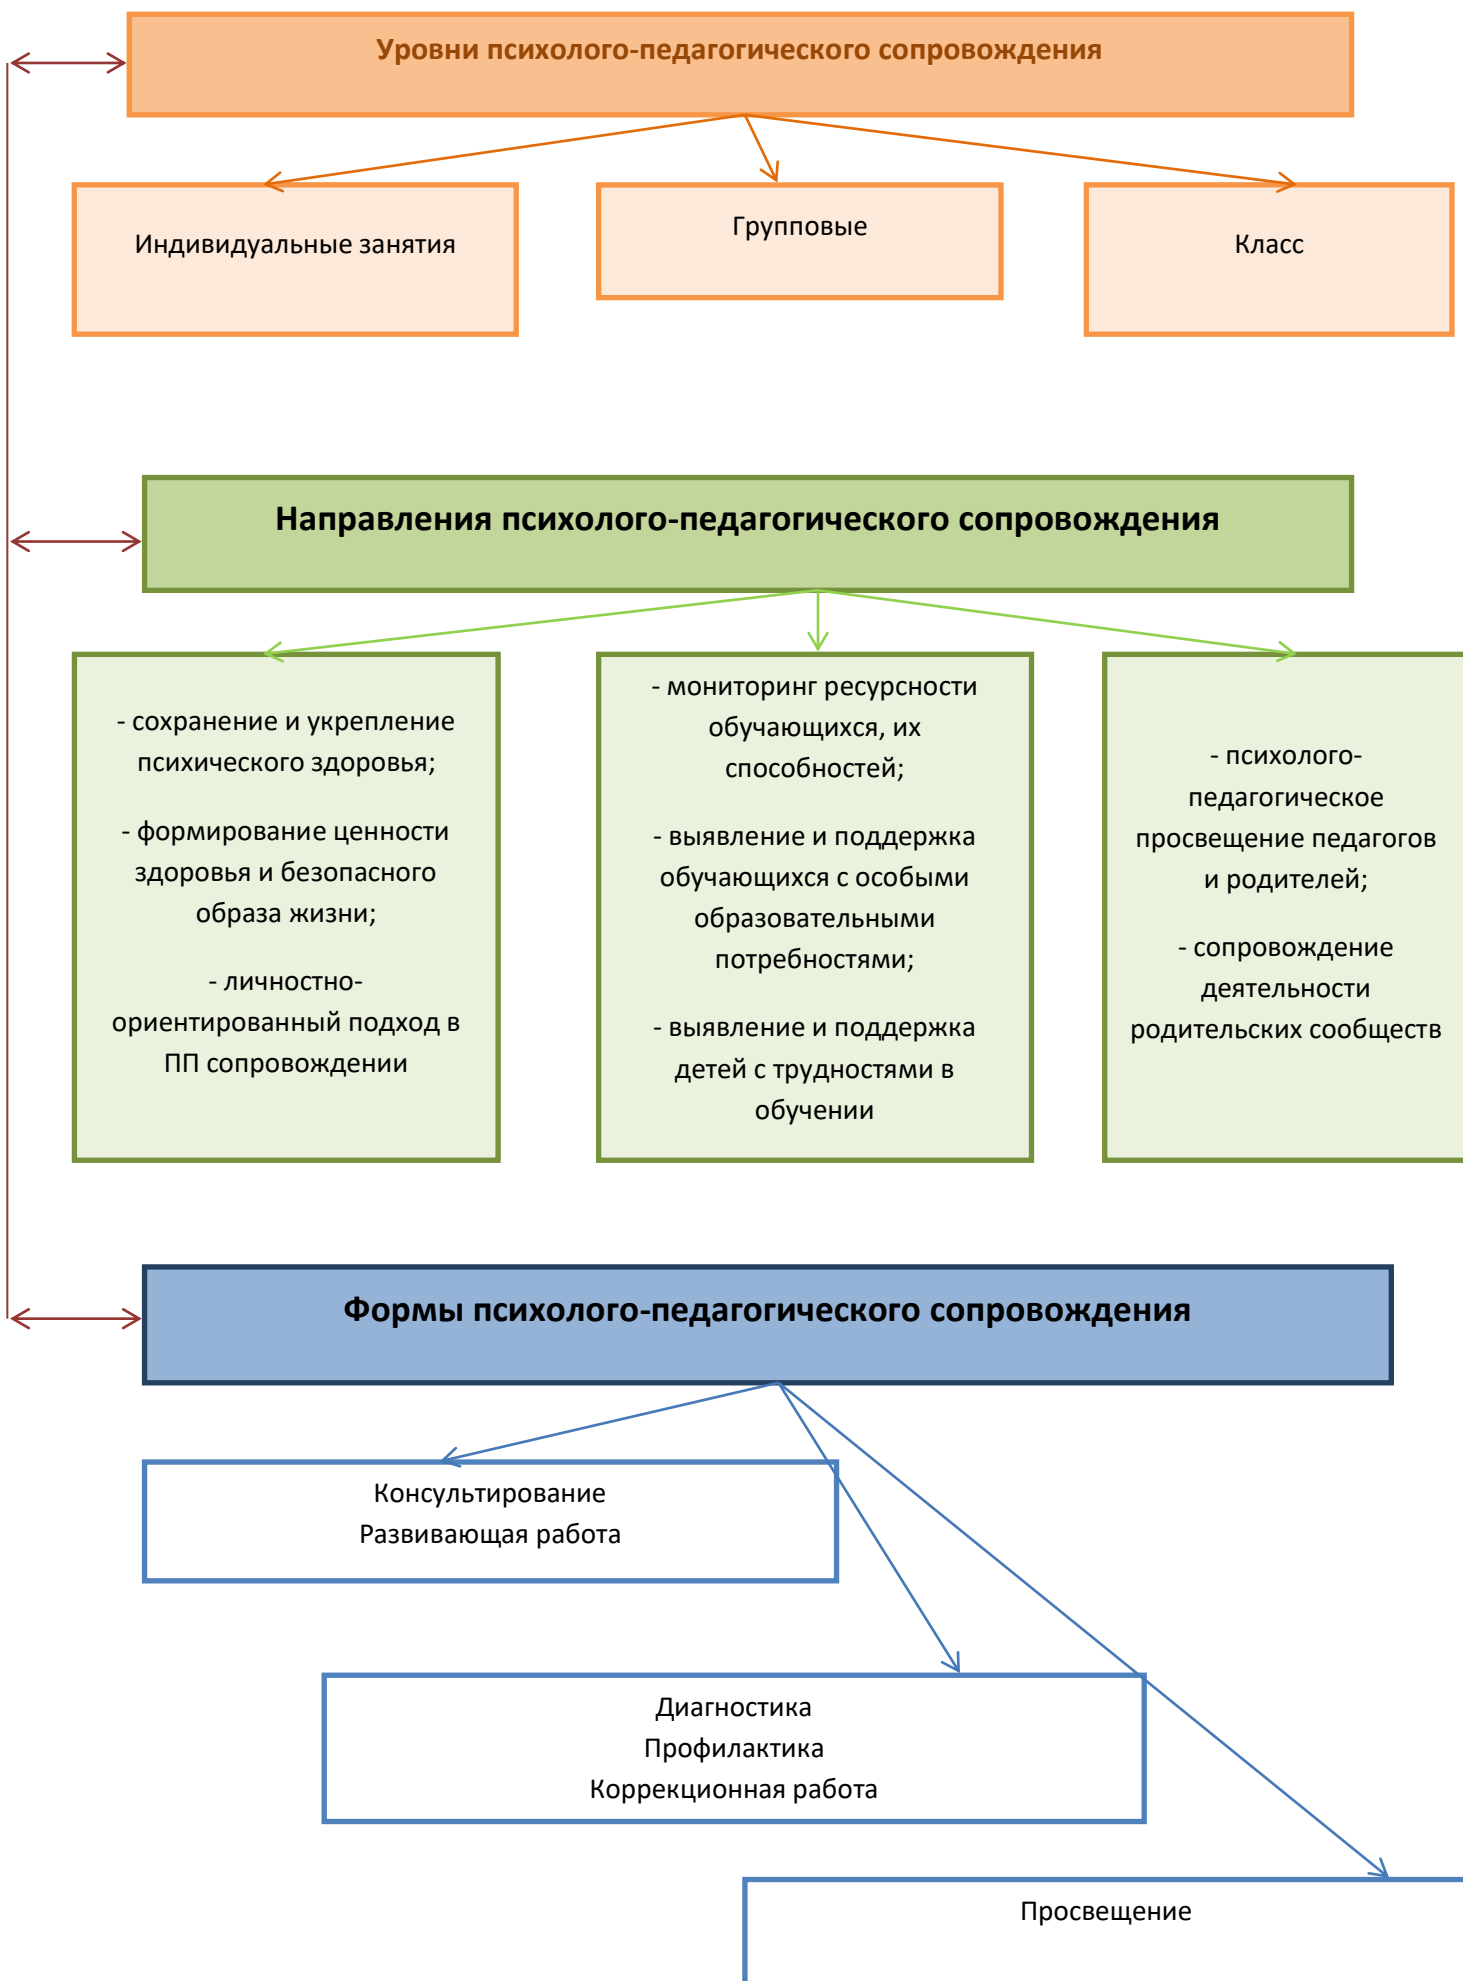 Уровни психолого-педагогического сопровождения
Индивидуальные занятия
Групповые
Класс
Направления психолого-педагогического сопровождения
- сохранение и укрепление
психического здоровья;
- формирование ценности
здоровья и безопасного
образа жизни;
- личностно-
ориентированный подход в
ПП сопровождении
- мониторинг ресурсности
обучающихся, их
способностей;
- выявление и поддержка
обучающихся с особыми
образовательными
потребностями;
- выявление и поддержка
детей с трудностями в
обучении
- психолого-
педагогическое
просвещение педагогов
и родителей;
- сопровождение
деятельности
родительских сообществ
Формы психолого-педагогического сопровождения
Консультирование
Развивающая работа
Диагностика
Профилактика
Коррекционная работа
Просвещение